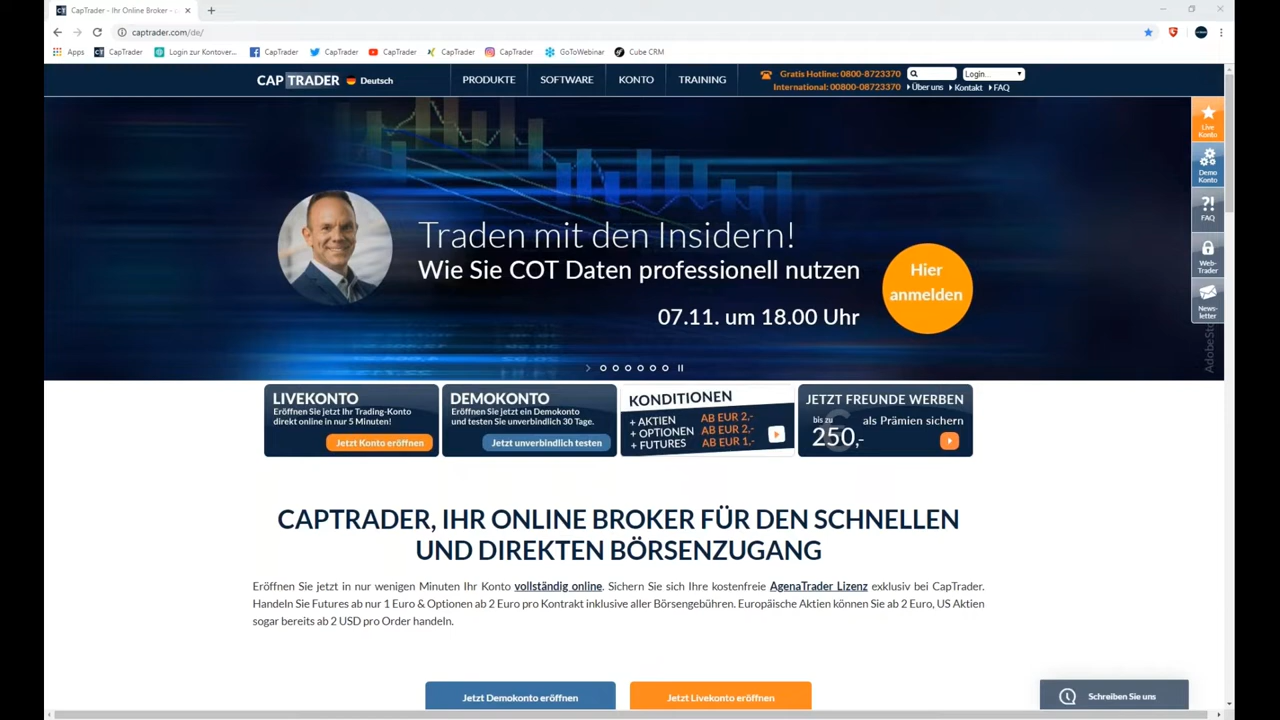 CapTrader - Ihr Online Broker -
captrader.com/de/
Apps CapTrader Login zur Kontover... CapTrader CapTrader CapTrader CapTrader CapTrader GoToWebinar Cube CRM
CAP TRADER Deutsch PRODUKTE SOFTWARE KONTO TRAINING
Gratis Hotline: 0800-8723370 Login...
International: 00800-08723370 Über uns Kontakt FAQ
Live
Konto
Demo
Konto
?!
FAQ
Web-
Trader
News-
letter
Traden mit den Insidern!
Wie Sie COT Daten professionell nutzen
07.11. um 18.00 Uhr
Hier
anmelden
AdobeSto
LIVEKONTO
Eröffnen Sie jetzt Ihr Trading-Konto
direkt online in nur 5 Minuten!
Jetzt Konto eröffnen
DEMOKONTO
Eröffnen Sie jetzt ein Demokonto
und testen Sie unverbindlich 30 Tage.
Jetzt unverbindlich testen
KONDITIONEN
+ AKTIEN AB EUR 2,-
+ OPTIONEN AB EUR 2,-
+ FUTURES AB EUR 1,-
JETZT FREUNDE WERBEN
bis zu als Prämien sichern
€ 250,-
CAPTRADER, IHR ONLINE BROKER FÜR DEN SCHNELLEN
UND DIREKTEN BÖRSENZUGANG
Eröffnen Sie jetzt in nur wenigen Minuten Ihr Konto vollständig online. Sichern Sie sich Ihre kostenfreie AgenaTrader Lizenz exklusiv bei CapTrader.
Handeln Sie Futures ab nur 1 Euro & Optionen ab 2 Euro pro Kontrakt inklusive aller Börsengebühren. Europäische Aktien können Sie ab 2 Euro, US Aktien
sogar bereits ab 2 USD pro Order handeln.
Jetzt Demokonto eröffnen Jetzt Livekonto eröffnen
Schreiben Sie uns